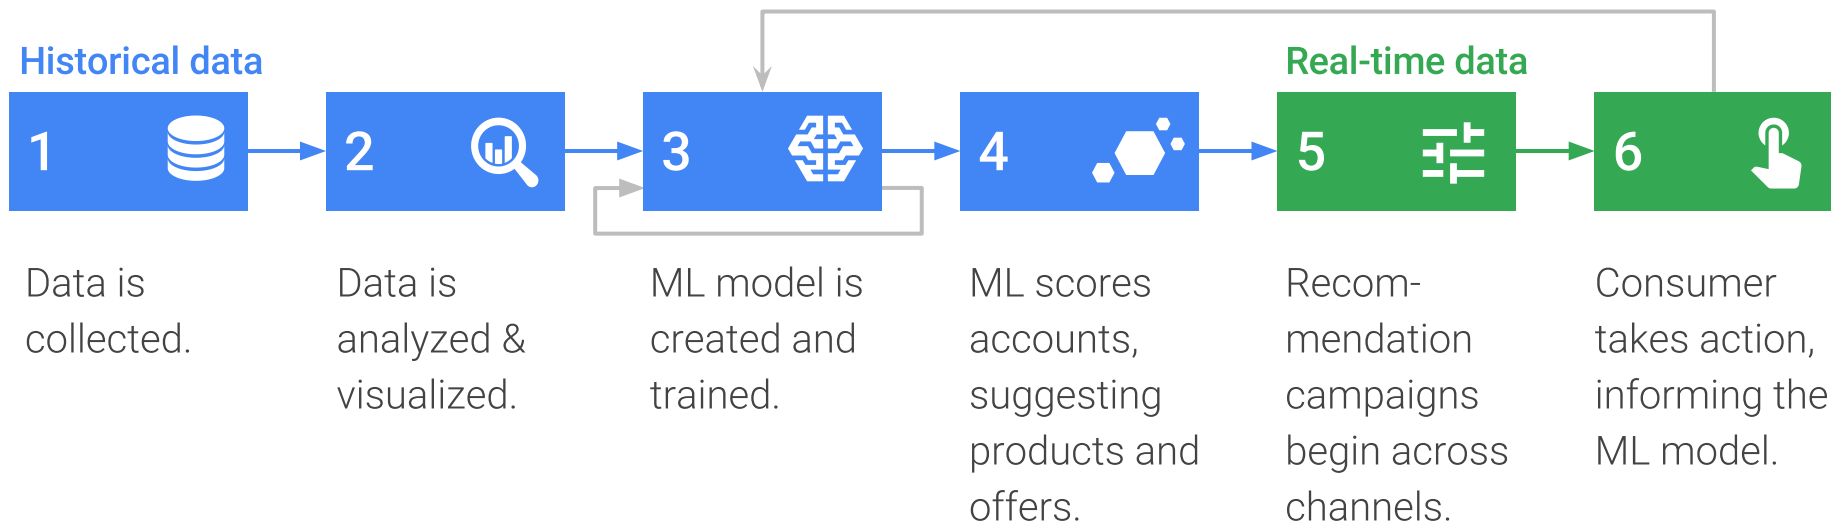 Historical data
Real-time data
1
2
3
4
5
6
Data is
collected.
Data is
analyzed &
visualized.
ML model is
created and
trained.
ML scores
accounts,
suggesting
products and
offers.
Recom-
mendation
campaigns
begin across
channels.
Consumer
takes action,
informing the
ML model.